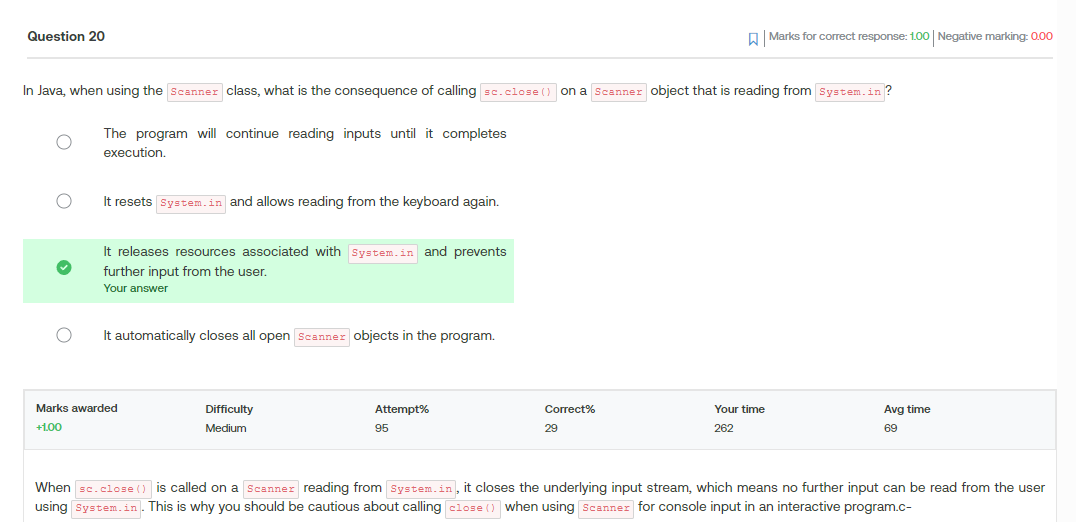 Question 20
Marks for correct response: 1.00 | Negative marking: 0.00
In Java, when using the Scanner class, what is the consequence of calling sc.close() on a Scanner object that is reading from System.in?
The program will continue reading inputs until it completes
execution.
It resets System.in and allows reading from the keyboard again.
It releases resources associated with System.in and prevents
further input from the user.
Your answer
It automatically closes all open Scanner objects in the program.
Marks awarded Difficulty Attempt% Correct% Your time Avg time
+1.00 Medium 95 29 262 69
When sc.close() is called on a Scanner reading from System.in, it closes the underlying input stream, which means no further input can be read from the user
using System.in. This is why you should be cautious about calling close() when using Scanner for console input in an interactive program.c-